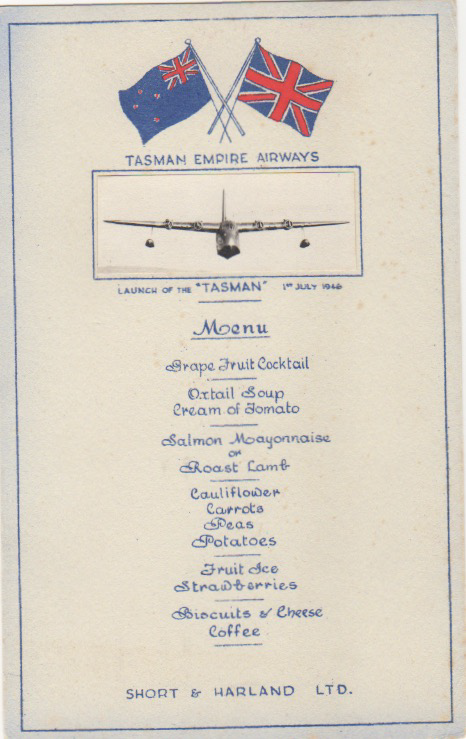 TASMAN EMPIRE AIRWAYS
LAUNCH OF THE "TASMAN" 1ST JULY 1946
Menu
Grape Fruit Cocktail
Oxtail Soup
Cream of Tomato
Salmon Mayonnaise
or
Roast Lamb
Cauliflower
Carrots
Peas
Potatoes
Fruit Ice
Strawberries
Biscuits & Cheese
Coffee
SHORT & HARLAND LTD.